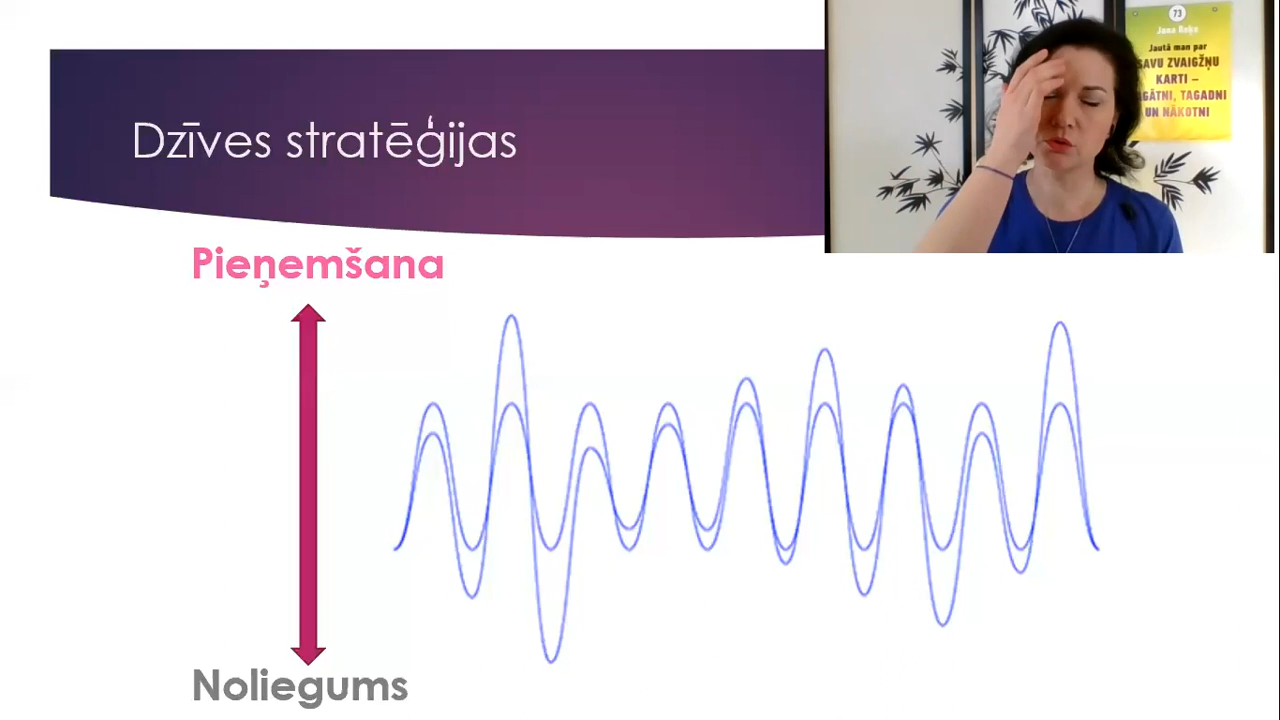 Dzīves stratēģijas
73
Jautā man par
SAVU ZVAIGŽŅU
KARTI –
TAGADNI
UN NĀKOTNI
Pieņemšana
Noliegums